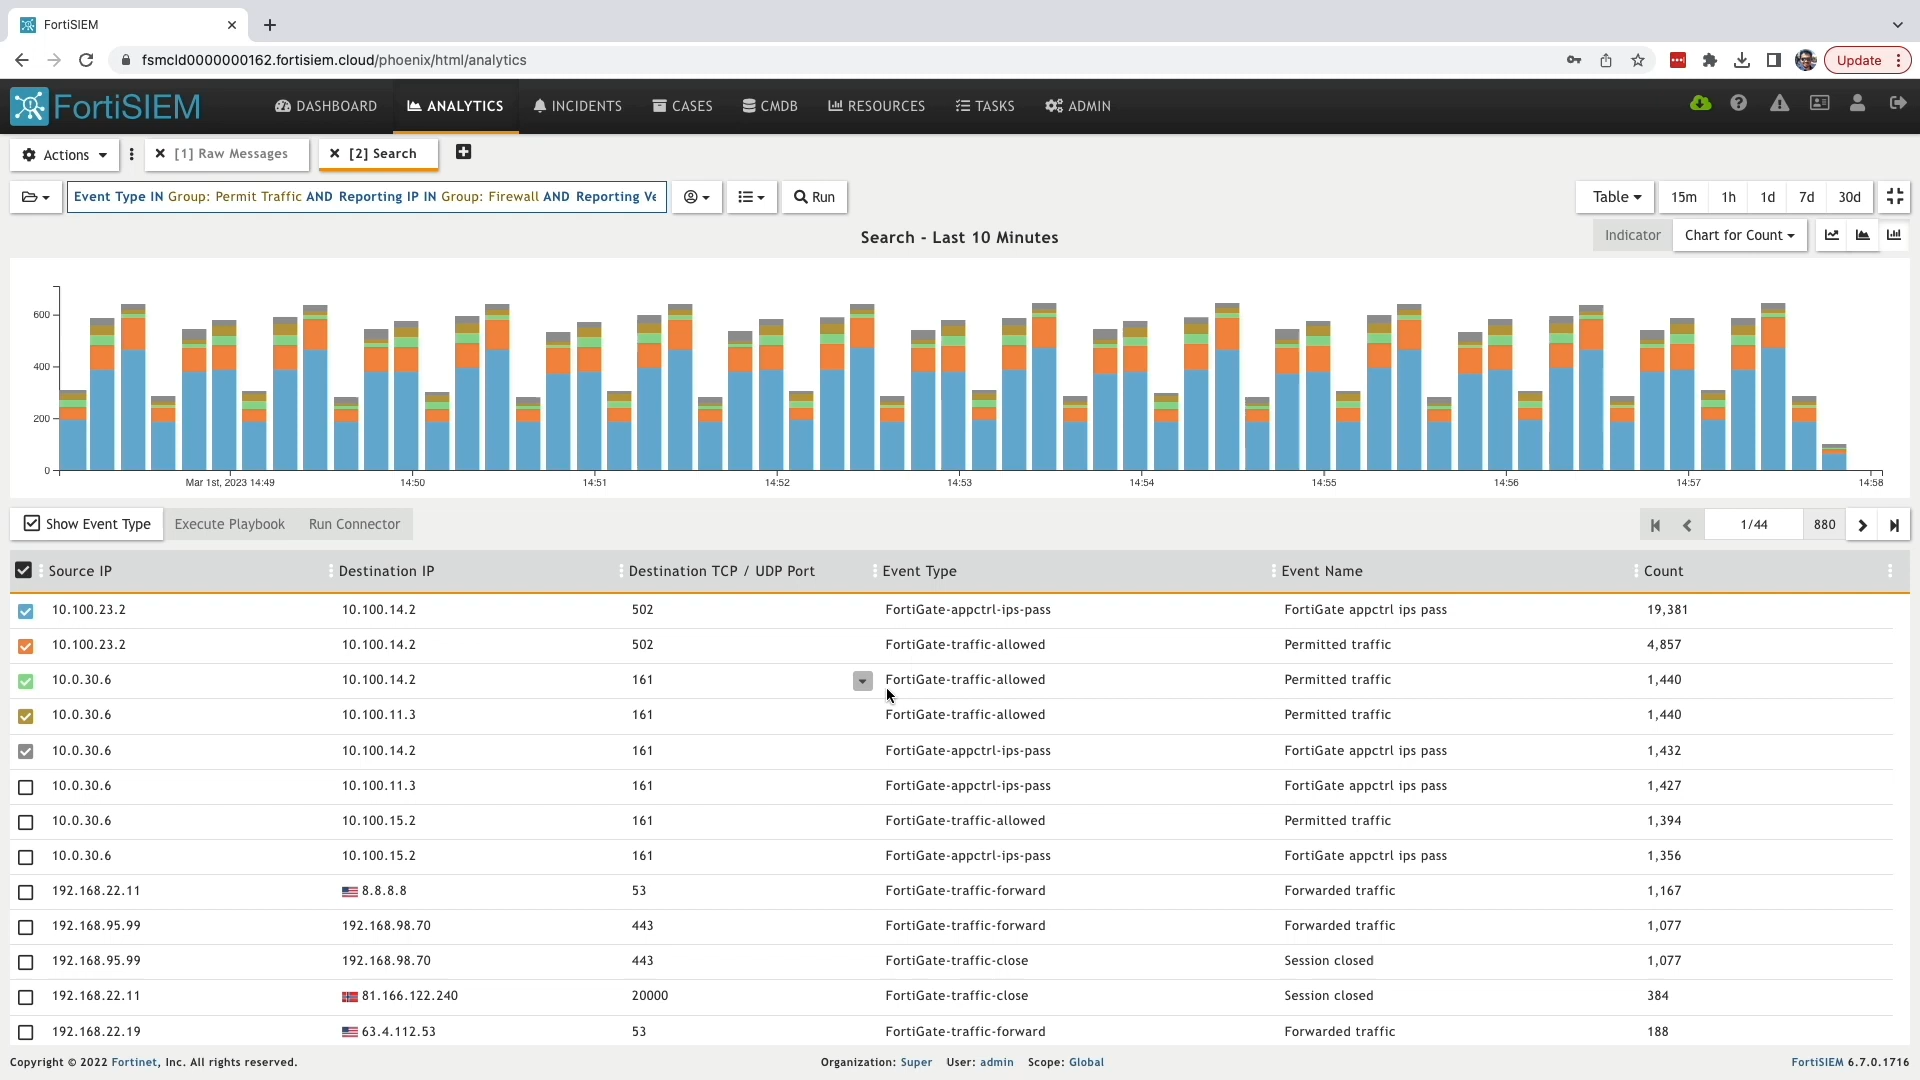 FortiSIEM
fsmcld0000000162.fortisiem.cloud/phoenix/html/analytics
Update
FortiSIEM DASHBOARD ANALYTICS INCIDENTS CASES CMDB RESOURCES TASKS ADMIN
Actions [1] Raw Messages [2] Search
Event Type IN Group: Permit Traffic AND Reporting IP IN Group: Firewall AND Reporting Ve Run Table 15m 1h 1d 7d 30d
Search - Last 10 Minutes
Indicator Chart for Count
600
400
200
0
Mar 1st, 2023 14:49 14:50 14:51 14:52 14:53 14:54 14:55 14:56 14:57 14:58
Show Event Type Execute Playbook Run Connector 1/44 880
Source IP Destination IP Destination TCP / UDP Port Event Type Event Name Count
10.100.23.2 10.100.14.2 502 FortiGate-appctrl-ips-pass FortiGate appctrl ips pass 19,381
10.100.23.2 10.100.14.2 502 FortiGate-traffic-allowed Permitted traffic 4,857
10.0.30.6 10.100.14.2 161 FortiGate-traffic-allowed Permitted traffic 1,440
10.0.30.6 10.100.11.3 161 FortiGate-traffic-allowed Permitted traffic 1,440
10.0.30.6 10.100.14.2 161 FortiGate-appctrl-ips-pass FortiGate appctrl ips pass 1,432
10.0.30.6 10.100.11.3 161 FortiGate-appctrl-ips-pass FortiGate appctrl ips pass 1,427
10.0.30.6 10.100.15.2 161 FortiGate-traffic-allowed Permitted traffic 1,394
10.0.30.6 10.100.15.2 161 FortiGate-appctrl-ips-pass FortiGate appctrl ips pass 1,356
192.168.22.11 8.8.8.8 53 FortiGate-traffic-forward Forwarded traffic 1,167
192.168.95.99 192.168.98.70 443 FortiGate-traffic-forward Forwarded traffic 1,077
192.168.95.99 192.168.98.70 443 FortiGate-traffic-close Session closed 1,077
192.168.22.11 81.166.122.240 20000 FortiGate-traffic-close Session closed 384
192.168.22.19 63.4.112.53 53 FortiGate-traffic-forward Forwarded traffic 188
Copyright © 2022 Fortinet, Inc. All rights reserved. Organization: Super User: admin Scope: Global FortiSIEM 6.7.0.1716